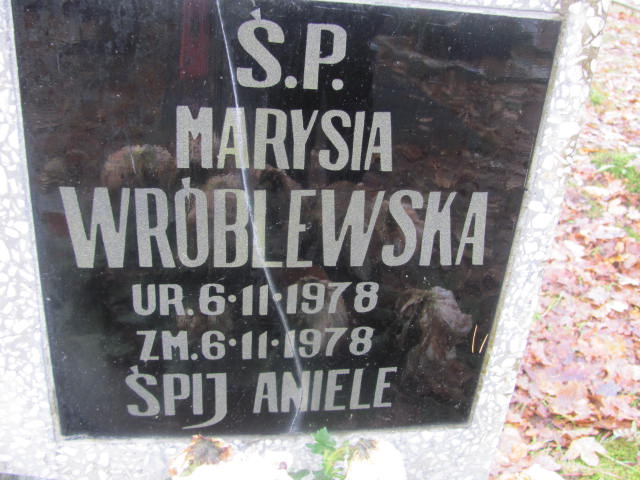 Ś.P.
MARYSIA
WRÓBLEWSKA
UR. 6·11·1978
ZM. 6·11·1978
ŚPIJ ANIELE